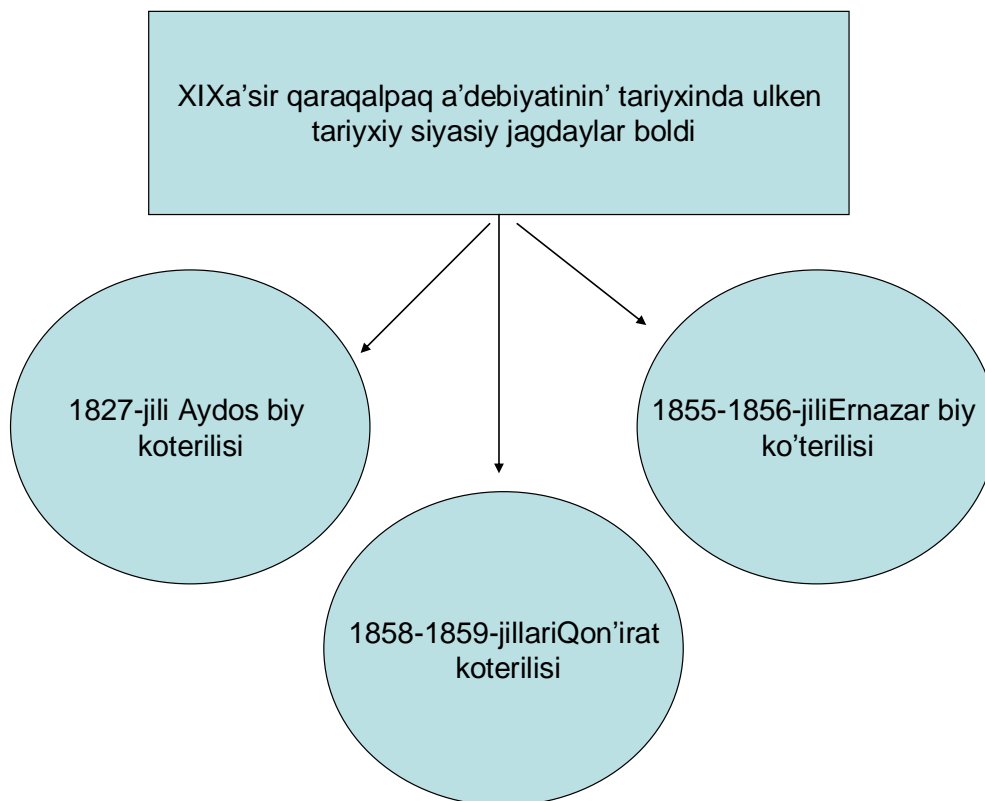 XIXa’sir qaraqalpaq a’debiyatinin’ tariyxinda ulken
tariyxiy siyasiy jagdaylar boldi
1827-jili Aydos biy
koterilisi
1855-1856-jiliErnazar biy
ko’terilisi
1858-1859-jillariQon’irat
koterilisi